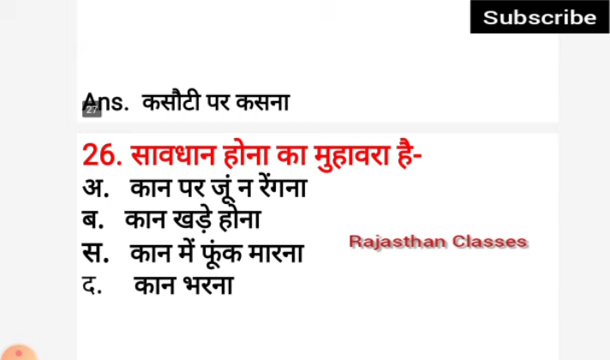 Subscribe
Ans. कसौटी पर कसना
27
26. सावधान होना का मुहावरा है-
अ. कान पर जूं न रेंगना
ब. कान खड़े होना
स. कान में फूंक मारना
Rajasthan Classes
द. कान भरना